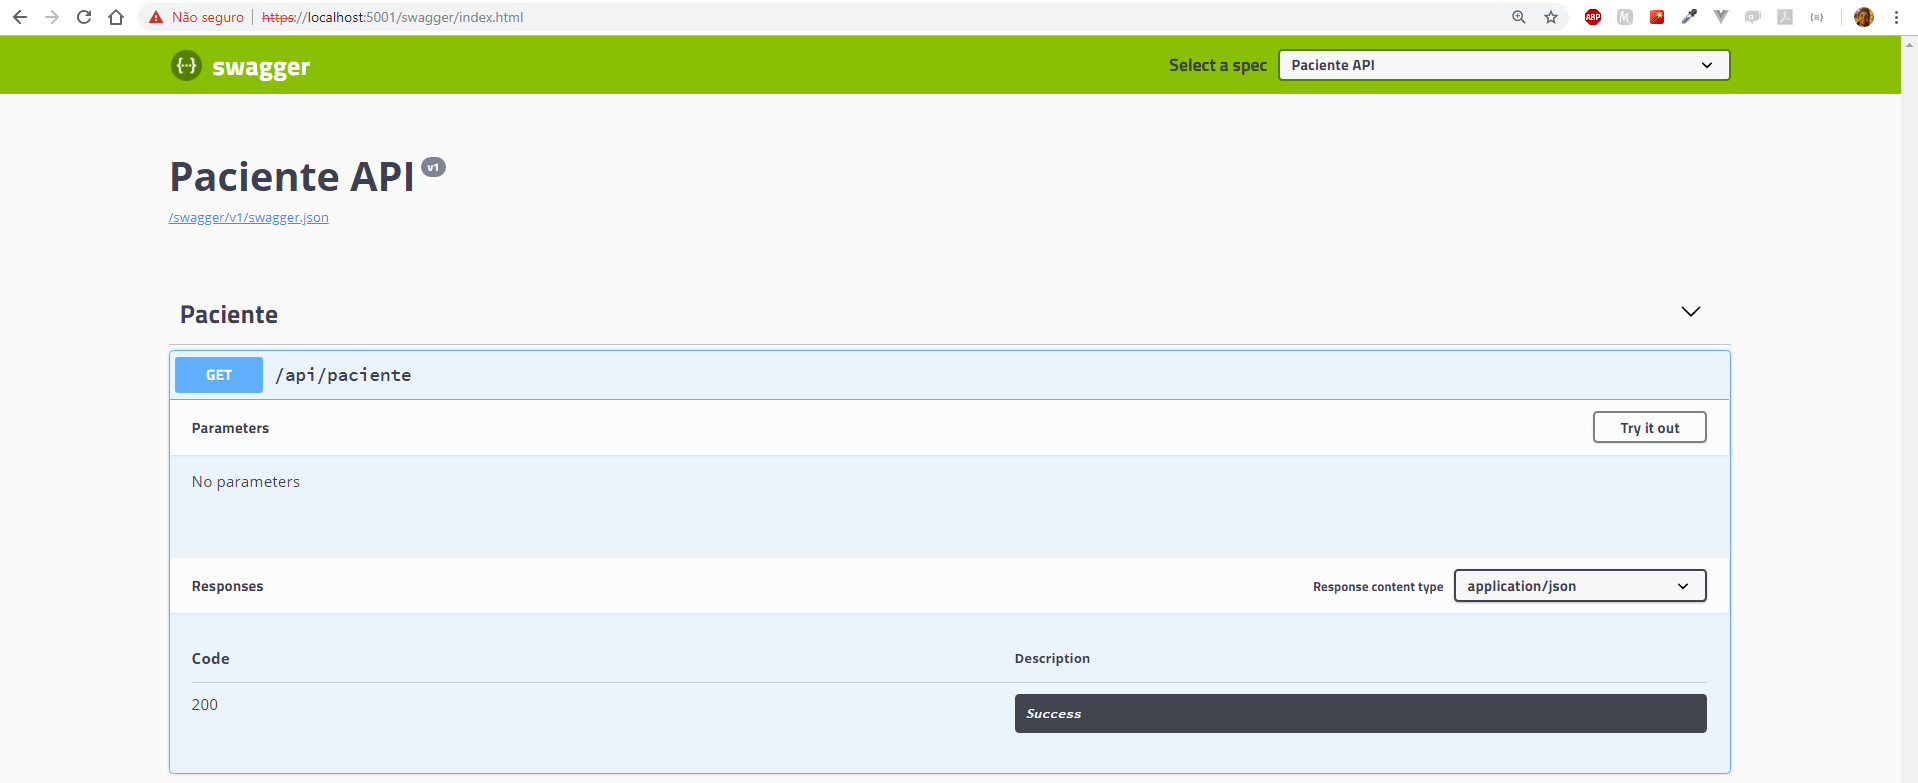 Não seguro | https://localhost:5001/swagger/index.html
ABP
{···} swagger Select a spec Paciente API
Paciente API v1
/swagger/v1/swagger.json
Paciente
GET /api/paciente
Parameters Try it out
No parameters
Responses Response content type application/json
Code Description
200 Success